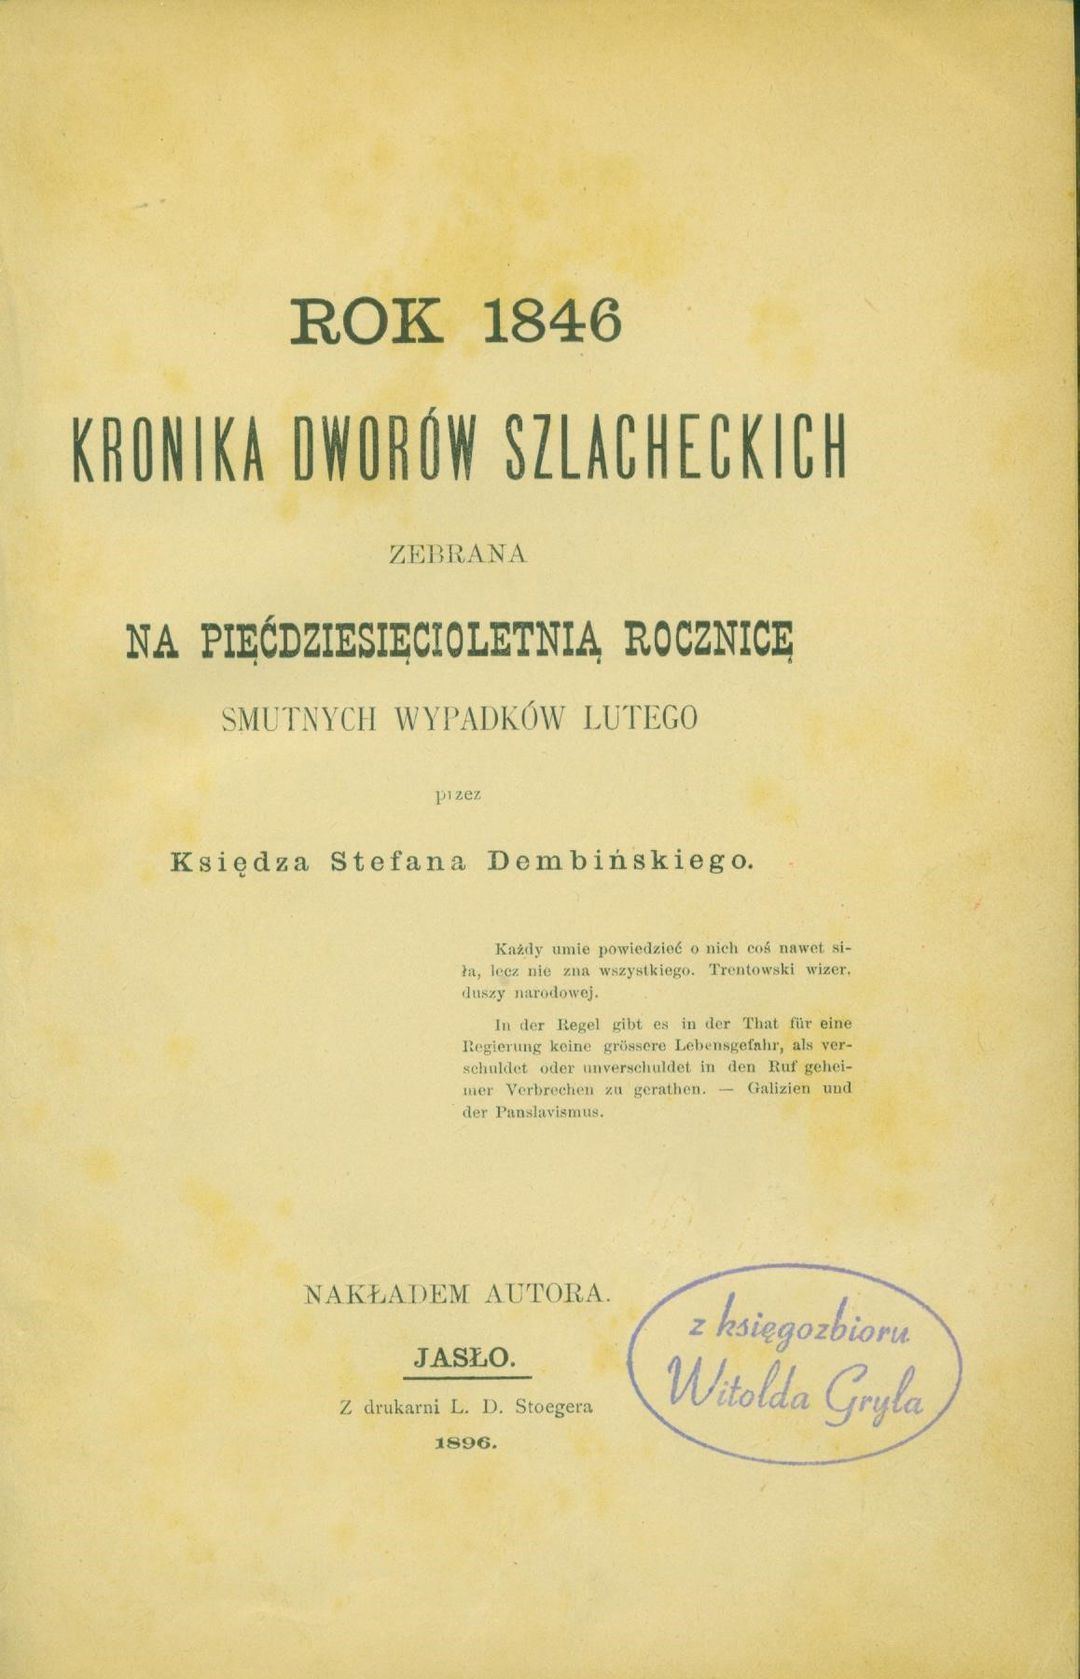 ROK 1846
KRONIKA DWORÓW SZLACHECKICH
ZEBRANA
NA PIĘĆDZIESIĘCIOLETNIĄ ROCZNICĘ
SMUTNYCH WYPADKÓW LUTEGO
przez
Księdza Stefana Dembińskiego.
Każdy umie powiedzieć o nich coś nawet si-
ła, lecz nie zna wszystkiego. Trentowski wizer.
duszy narodowej.
In der Regel gibt es in der That für eine
Regierung keine grössere Lebensgefahr, als ver-
schuldet oder unverschuldet in den Ruf gehei-
mer Verbrechen zu gerathen. — Galizien und
der Panslavismus.
NAKŁADEM AUTORA.
JASŁO.
Z drukarni L. D. Stoegera
1896.
z księgozbioru
Witolda Gryla